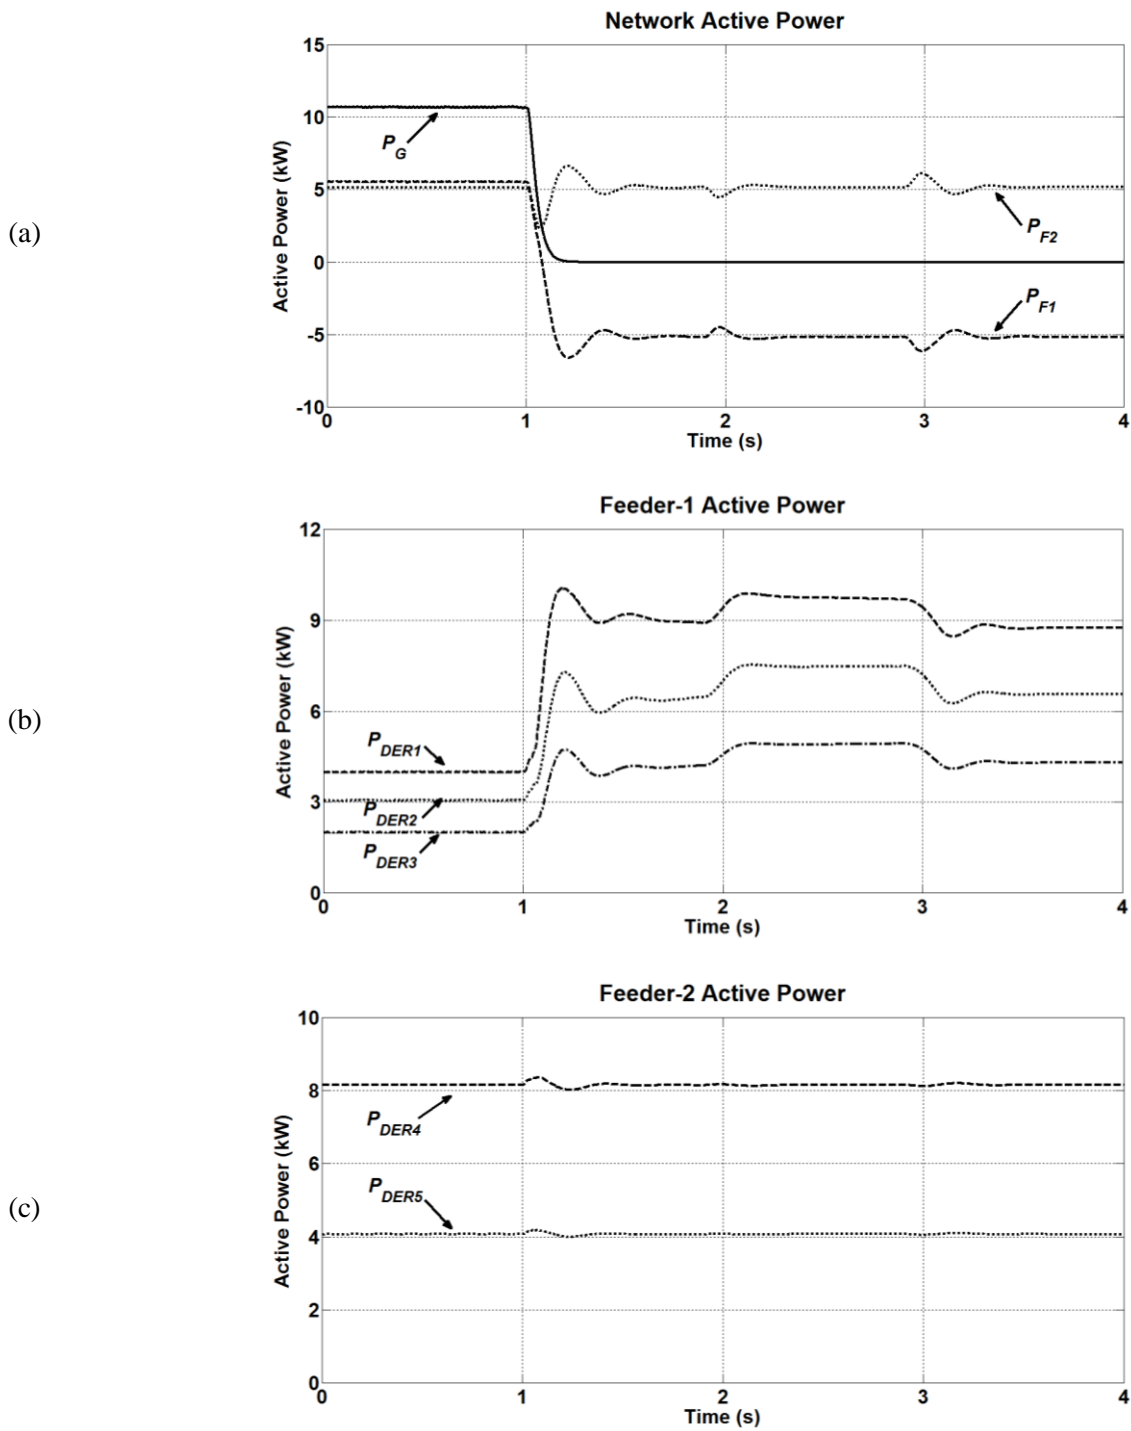 (a)
Network Active Power
Active Power (kW)
15
10
5
0
-5
-10
P_G
P_F2
P_F1
0 1 2 3 4
Time (s)
(b)
Feeder-1 Active Power
Active Power (kW)
12
9
6
3
0
P_DER1
P_DER2
P_DER3
0 1 2 3 4
Time (s)
(c)
Feeder-2 Active Power
Active Power (kW)
10
8
6
4
2
0
P_DER4
P_DER5
0 1 2 3 4
Time (s)